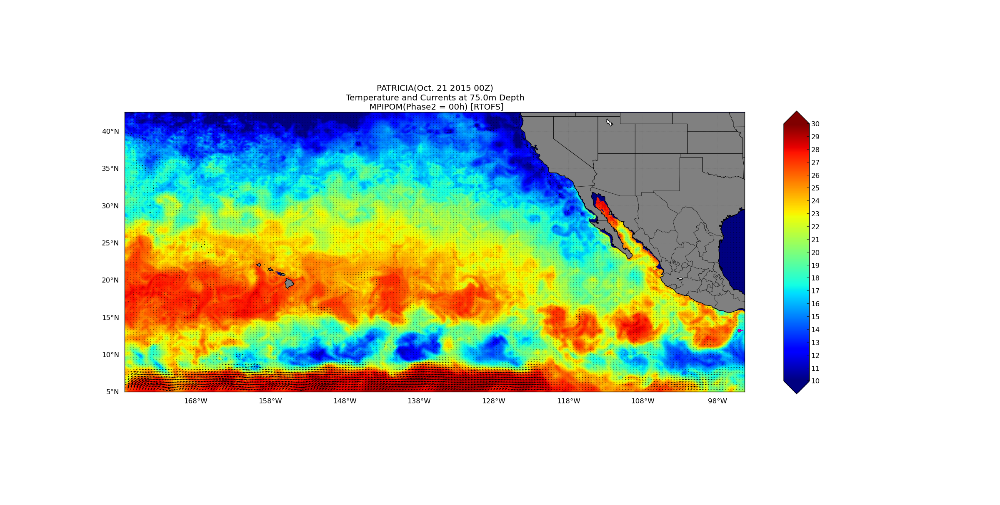 PATRICIA(Oct. 21 2015 00Z)
Temperature and Currents at 75.0m Depth
MPIPOM(Phase2 = 00h) [RTOFS]
40°N
35°N
30°N
25°N
20°N
15°N
10°N
5°N
168°W 158°W 148°W 138°W 128°W 118°W 108°W 98°W
30
29
28
27
26
25
24
23
22
21
20
19
18
17
16
15
14
13
12
11
10